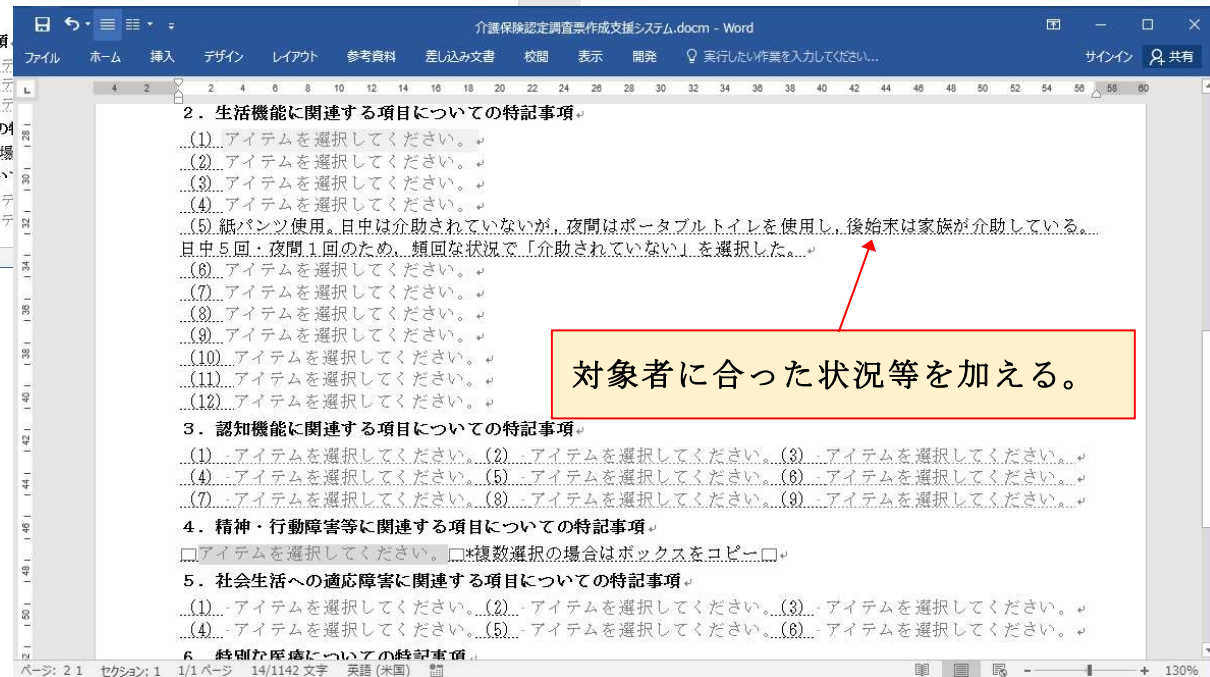 介護保険認定調査票作成支援システム.docm - Word
ファイル ホーム 挿入 デザイン レイアウト 参考資料 差し込み文書 校閲 表示 開発 実行したい作業を入力してください... サインイン 共有
4 2 2 4 6 8 10 12 14 16 18 20 22 24 26 28 30 32 34 36 38 40 42 44 46 48 50 52 54 56 58 60
2．生活機能に関連する項目についての特記事項
(1) アイテムを選択してください。
(2) アイテムを選択してください。
(3) アイテムを選択してください。
(4) アイテムを選択してください。
(5) 紙パンツ使用。日中は介助されていないが，夜間はポータブルトイレを使用し，後始末は家族が介助している。
日中５回・夜間１回のため，頻回な状況で「介助されていない」を選択した。
(6) アイテムを選択してください。
(7) アイテムを選択してください。
(8) アイテムを選択してください。
(9) アイテムを選択してください。
(10) アイテムを選択してください。
(11) アイテムを選択してください。
(12) アイテムを選択してください。
対象者に合った状況等を加える。
3．認知機能に関連する項目についての特記事項
(1) アイテムを選択してください。(2) アイテムを選択してください。(3) アイテムを選択してください。
(4) アイテムを選択してください。(5) アイテムを選択してください。(6) アイテムを選択してください。
(7) アイテムを選択してください。(8) アイテムを選択してください。(9) アイテムを選択してください。
4．精神・行動障害等に関連する項目についての特記事項
□アイテムを選択してください。□*複数選択の場合はボックスをコピー□
5．社会生活への適応障害に関連する項目についての特記事項
(1) アイテムを選択してください。(2) アイテムを選択してください。(3) アイテムを選択してください。
(4) アイテムを選択してください。(5) アイテムを選択してください。(6) アイテムを選択してください。
6．特別な医療についての特記事項
ページ: 2 1 セクション: 1 1/1 ページ 14/1142 文字 英語 (米国) 130%